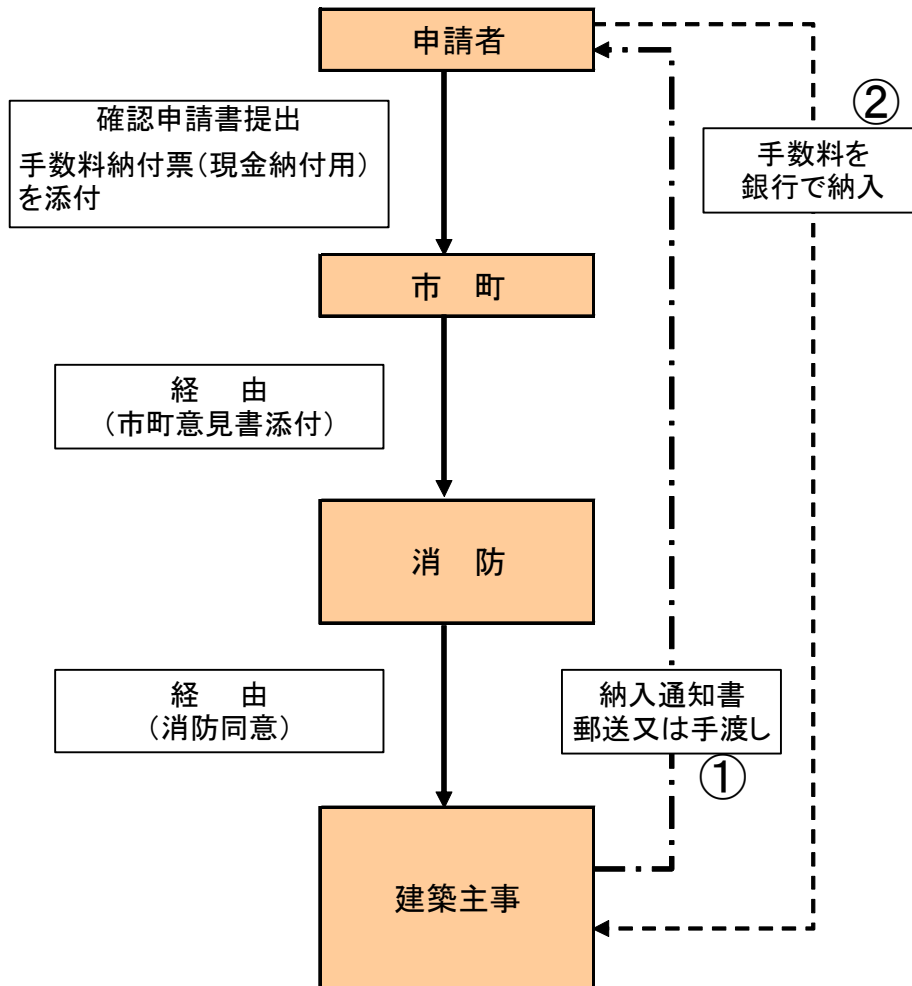 申請者
確認申請書提出
手数料納付票(現金納付用)
を添付
②
手数料を
銀行で納入
市　町
経　由
(市町意見書添付)
消　防
経　由
(消防同意)
納入通知書
郵送又は手渡し
①
建築主事